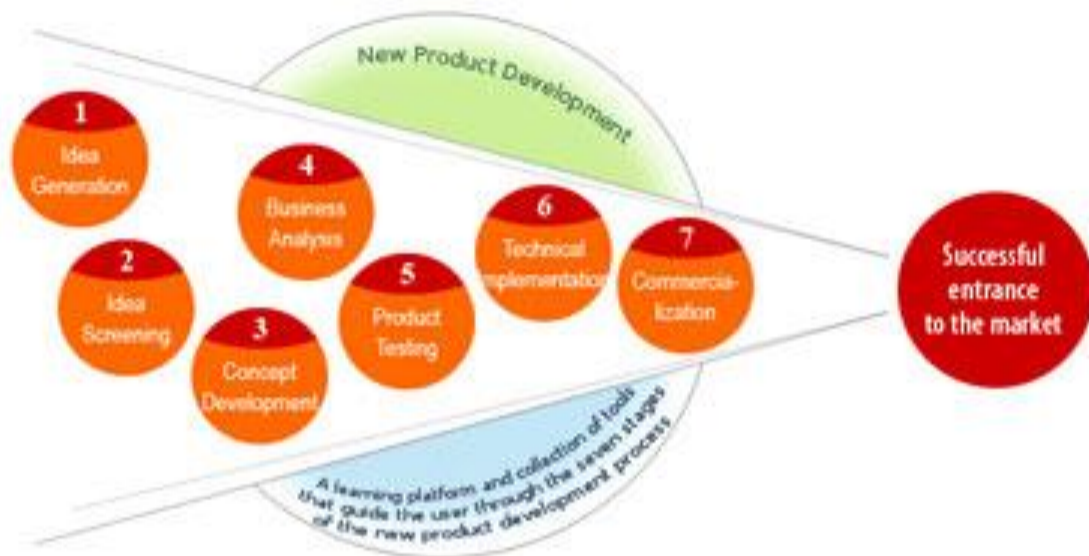 New Product Development
1
Idea
Generation
2
Idea
Screening
3
Concept
Development
4
Business
Analysis
5
Product
Testing
6
Technical
Implementation
7
Commercia-
lization
Successful
entrance
to the market
A learning platform and collection of tools
that guide the user through the seven stages
of the new product development process